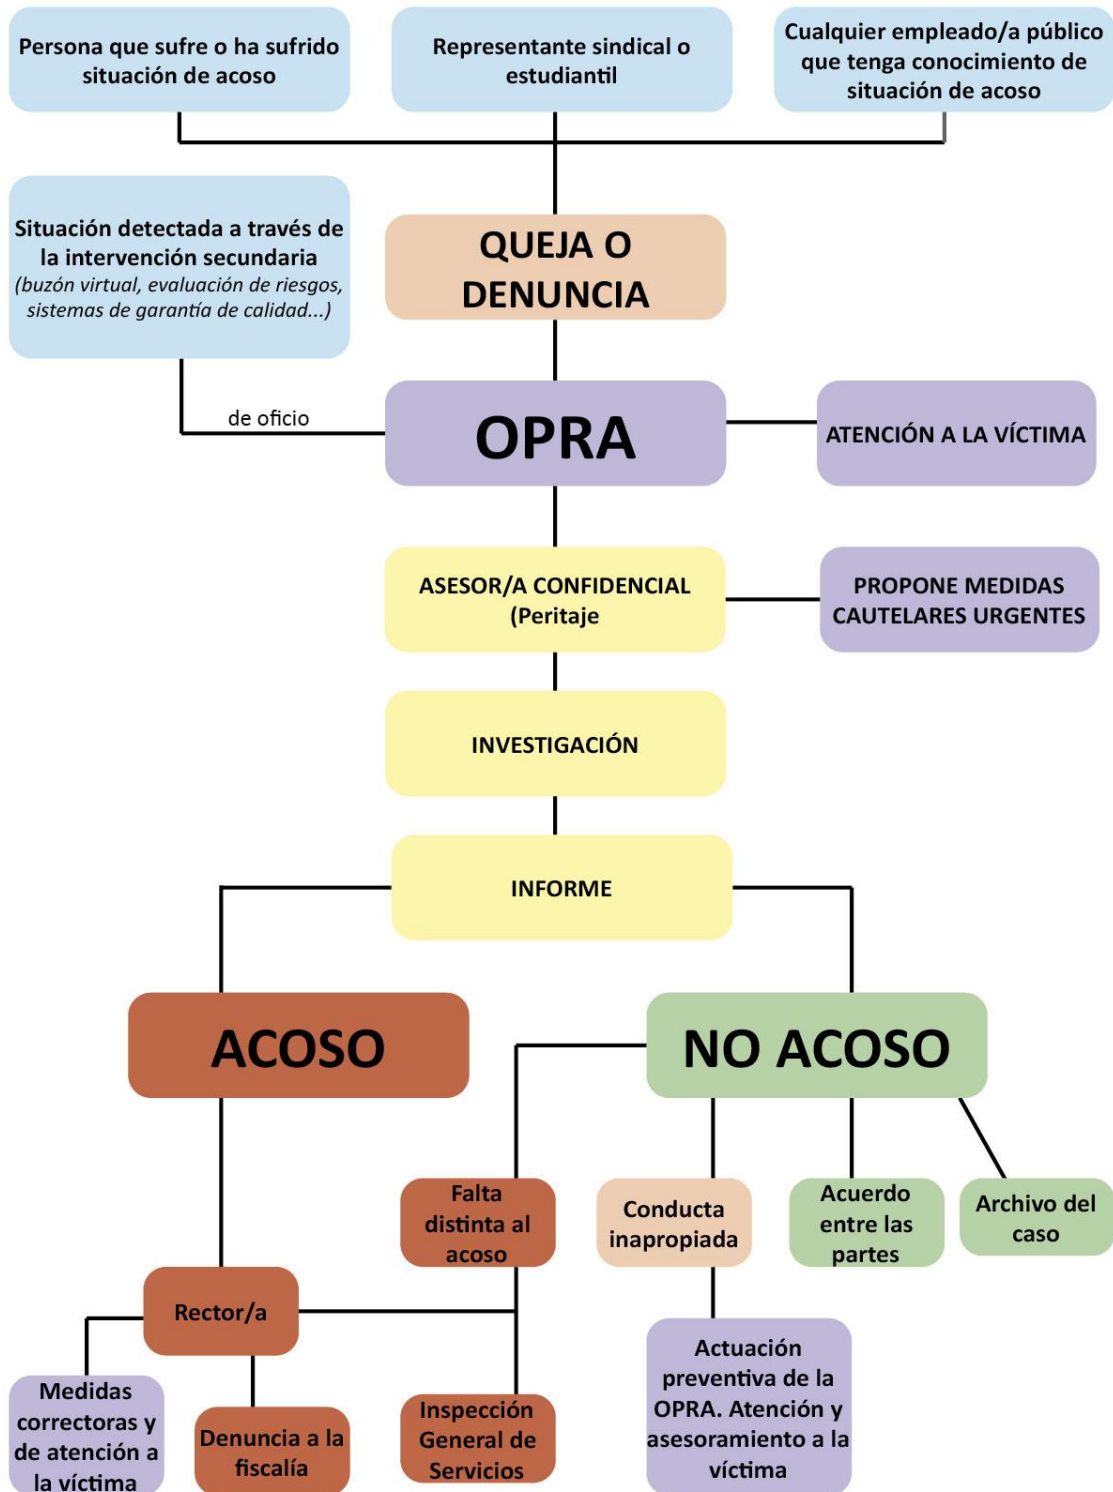 Persona que sufre o ha sufrido
situación de acoso
Representante sindical o
estudiantil
Cualquier empleado/a público
que tenga conocimiento de
situación de acoso
Situación detectada a través de
la intervención secundaria
(buzón virtual, evaluación de riesgos,
sistemas de garantía de calidad...)
QUEJA O
DENUNCIA
de oficio
OPRA
ATENCIÓN A LA VÍCTIMA
ASESOR/A CONFIDENCIAL
(Peritaje
PROPONE MEDIDAS
CAUTELARES URGENTES
INVESTIGACIÓN
INFORME
ACOSO
NO ACOSO
Falta
distinta al
acoso
Conducta
inapropiada
Acuerdo
entre las
partes
Archivo del
caso
Rector/a
Medidas
correctoras y
de atención a
la víctima
Denuncia a la
fiscalía
Inspección
General de
Servicios
Actuación
preventiva de la
OPRA. Atención y
asesoramiento a la
víctima